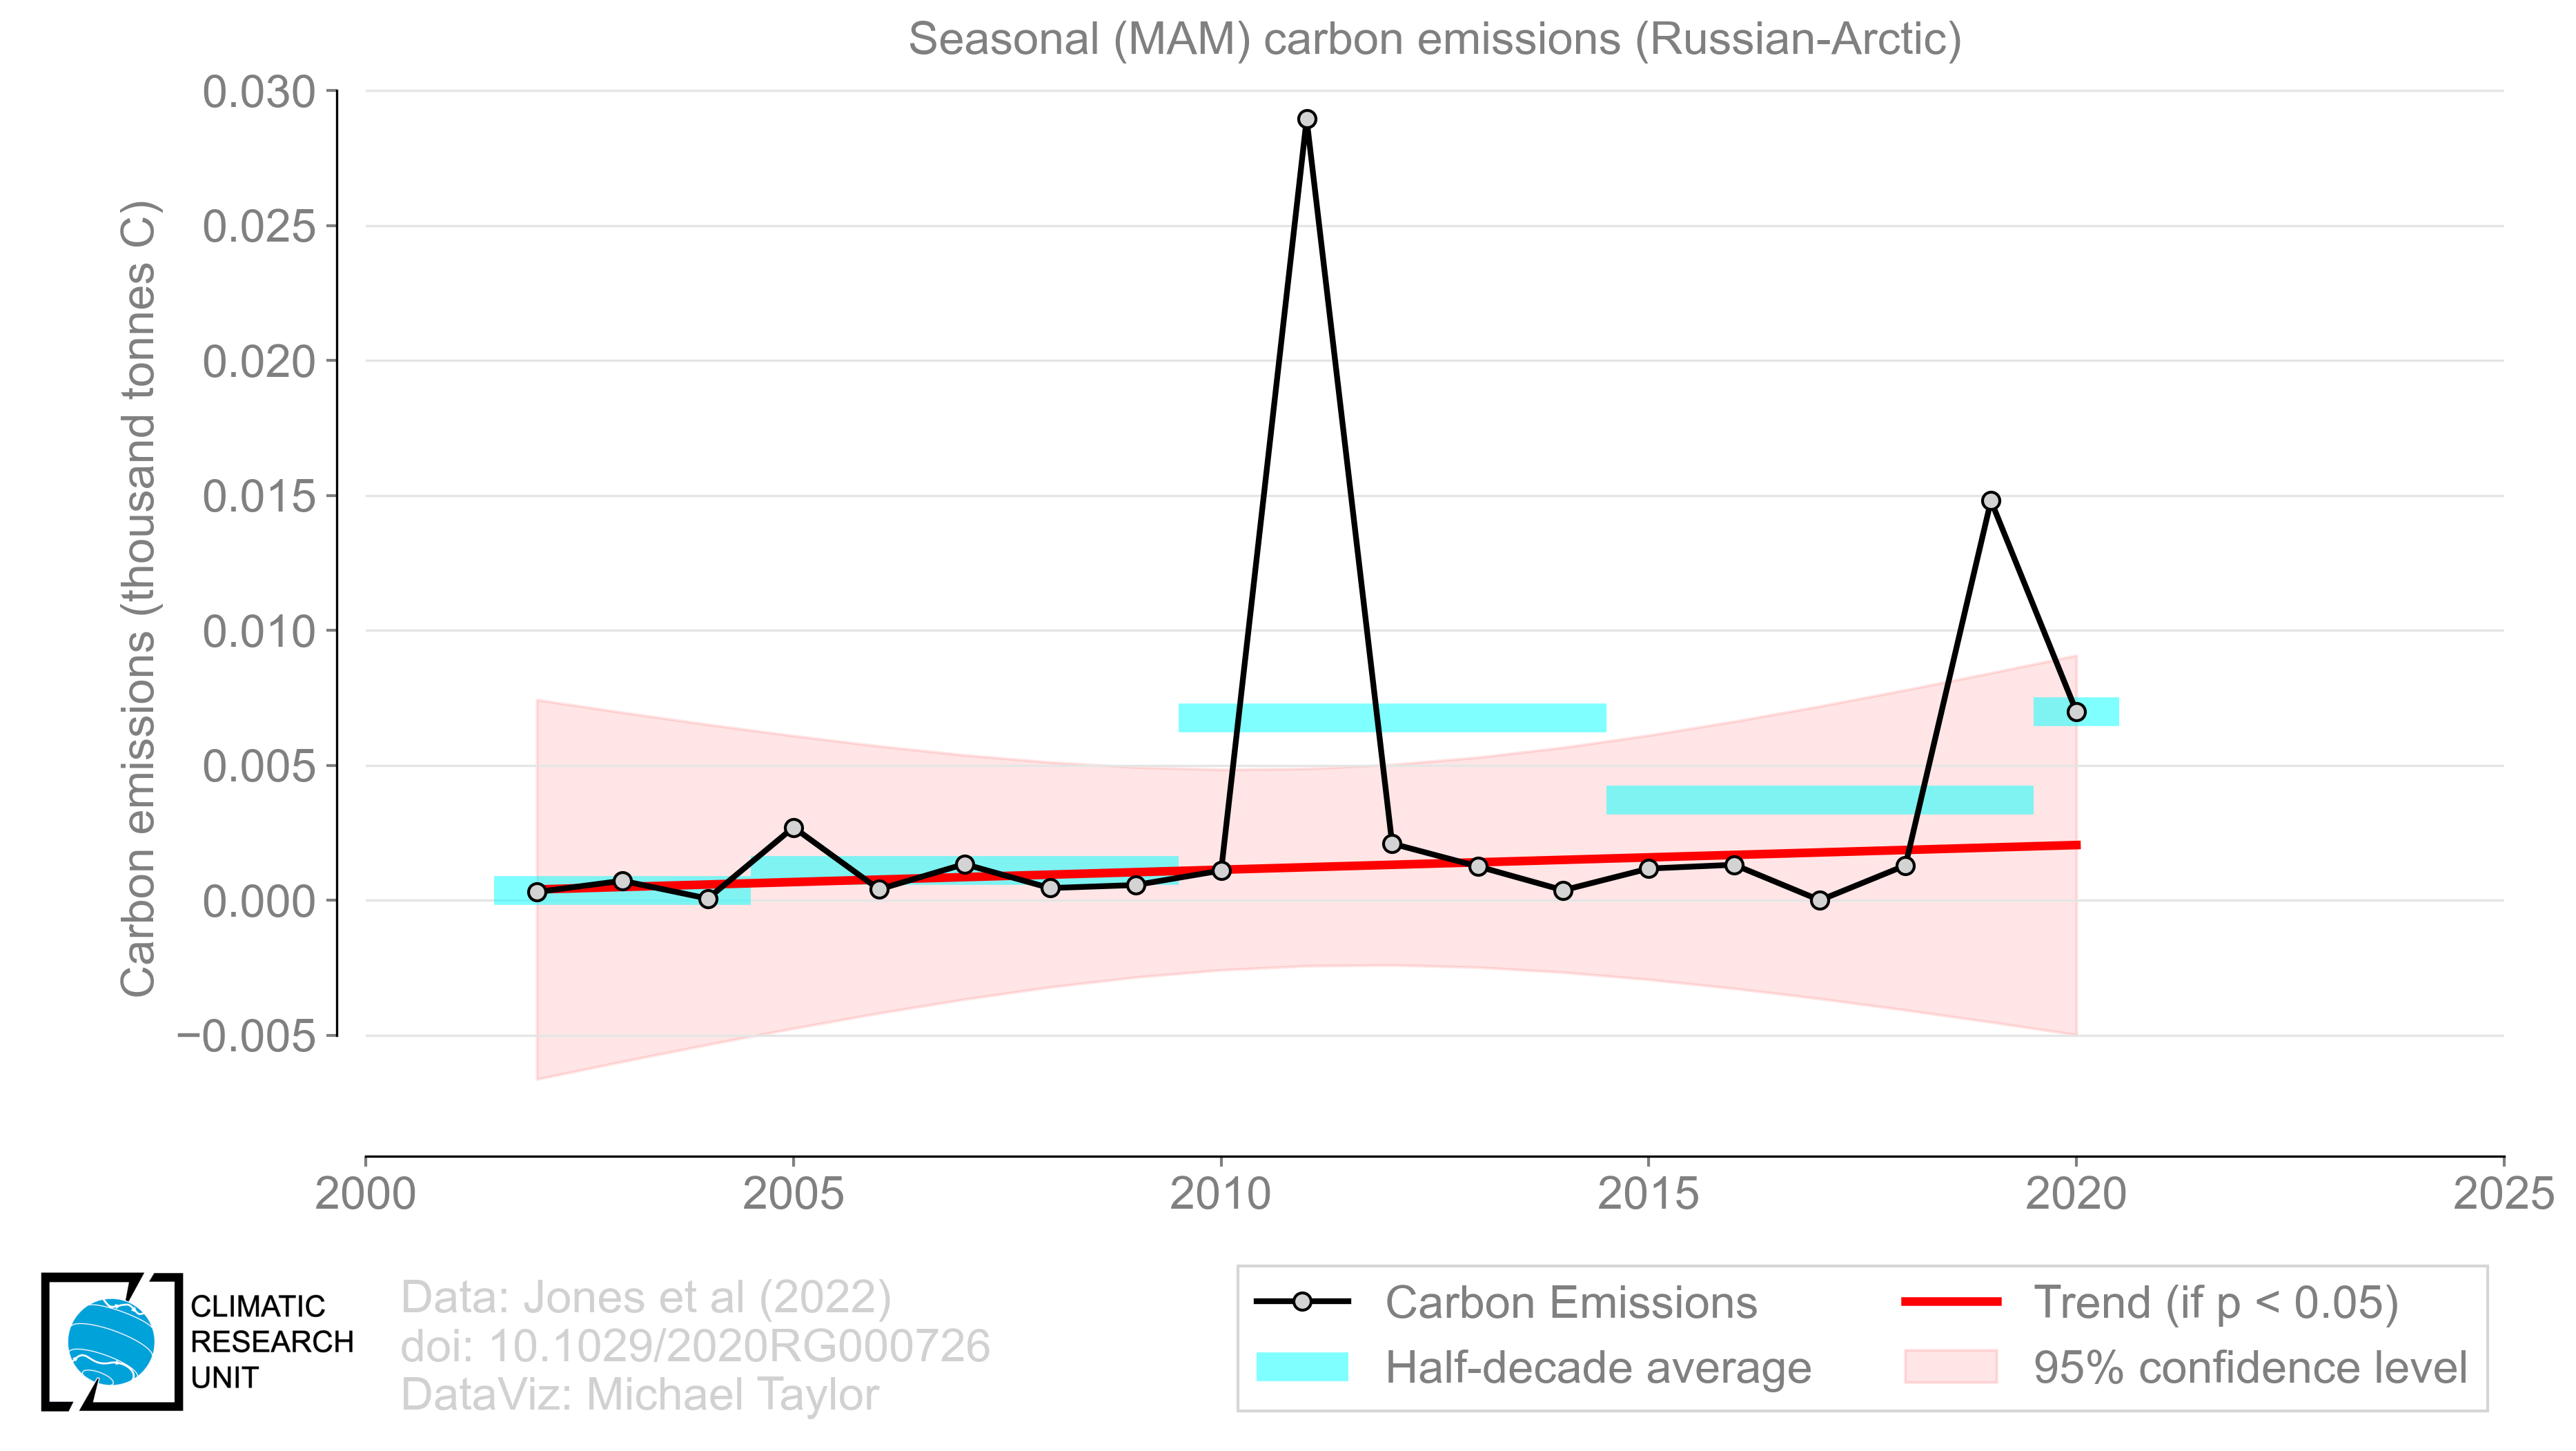 Seasonal (MAM) carbon emissions (Russian-Arctic)
Carbon emissions (thousand tonnes C)
0.030
0.025
0.020
0.015
0.010
0.005
0.000
−0.005
2000 2005 2010 2015 2020 2025
CLIMATIC
RESEARCH
UNIT
Data: Jones et al (2022)
doi: 10.1029/2020RG000726
DataViz: Michael Taylor
Carbon Emissions
Half-decade average
Trend (if p < 0.05)
95% confidence level